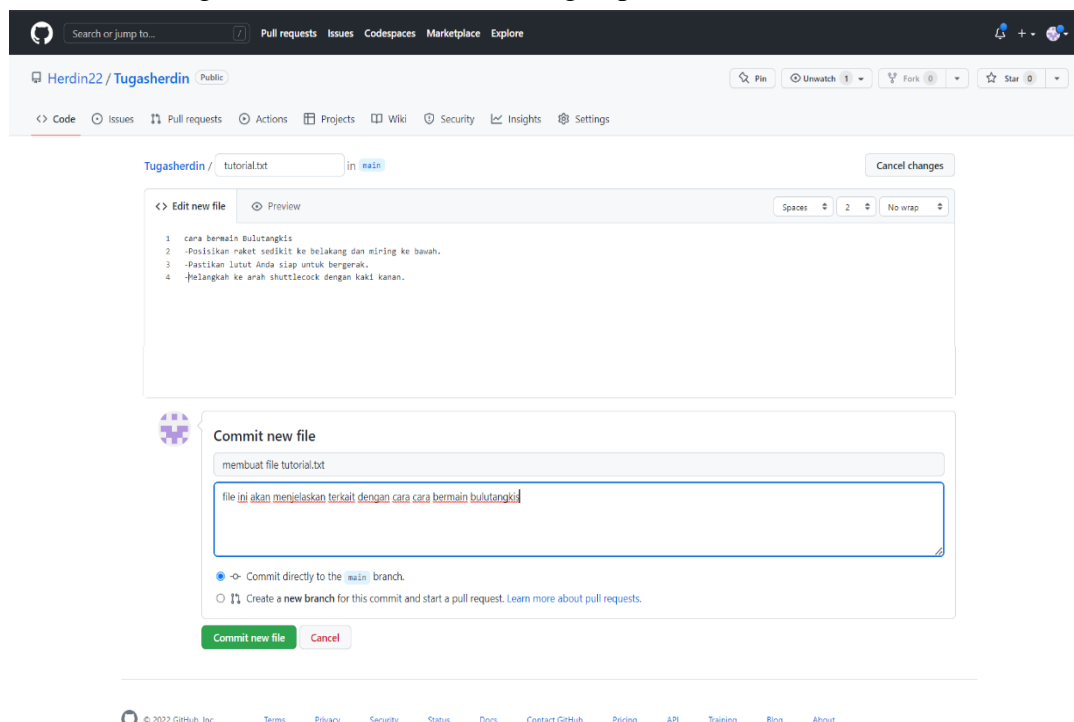 Search or jump to... / Pull requests Issues Codespaces Marketplace Explore
Herdin22 / Tugasherdin Public Pin Unwatch 1 Fork 0 Star 0
Code Issues Pull requests Actions Projects Wiki Security Insights Settings
Tugasherdin / tutorial.txt in main Cancel changes
Edit new file Preview Spaces 2 No wrap
1 cara bermain Bulutangkis
2 -Posisikan raket sedikit ke belakang dan miring ke bawah.
3 -Pastikan lutut Anda siap untuk bergerak.
4 -Melangkah ke arah shuttlecock dengan kaki kanan.
Commit new file
membuat file tutorial.txt
file ini akan menjelaskan terkait dengan cara cara bermain bulutangkis
Commit directly to the main branch.
Create a new branch for this commit and start a pull request. Learn more about pull requests.
Commit new file Cancel
© 2022 GitHub, Inc. Terms Privacy Security Status Docs Contact GitHub Pricing API Training Blog About